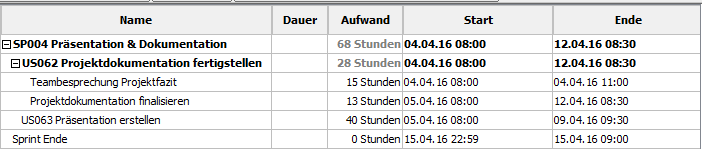 Name Dauer Aufwand Start Ende
SP004 Präsentation & Dokumentation 68 Stunden 04.04.16 08:00 12.04.16 08:30
US062 Projektdokumentation fertigstellen 28 Stunden 04.04.16 08:00 12.04.16 08:30
Teambesprechung Projektfazit 15 Stunden 04.04.16 08:00 04.04.16 11:00
Projektdokumentation finalisieren 13 Stunden 05.04.16 08:00 12.04.16 08:30
US063 Präsentation erstellen 40 Stunden 05.04.16 08:00 09.04.16 09:30
Sprint Ende 0 Stunden 15.04.16 22:59 15.04.16 09:00